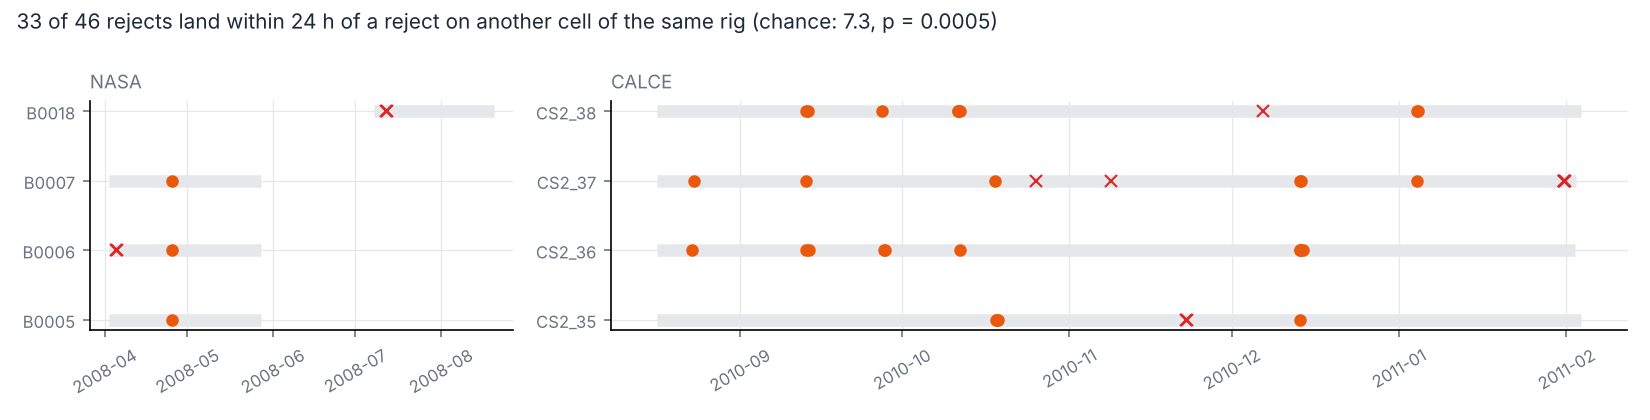 33 of 46 rejects land within 24 h of a reject on another cell of the same rig (chance: 7.3, p = 0.0005)
NASA
B0018
B0007
B0006
B0005
2008-04
2008-05
2008-06
2008-07
2008-08
CALCE
CS2_38
CS2_37
CS2_36
CS2_35
2010-09
2010-10
2010-11
2010-12
2011-01
2011-02